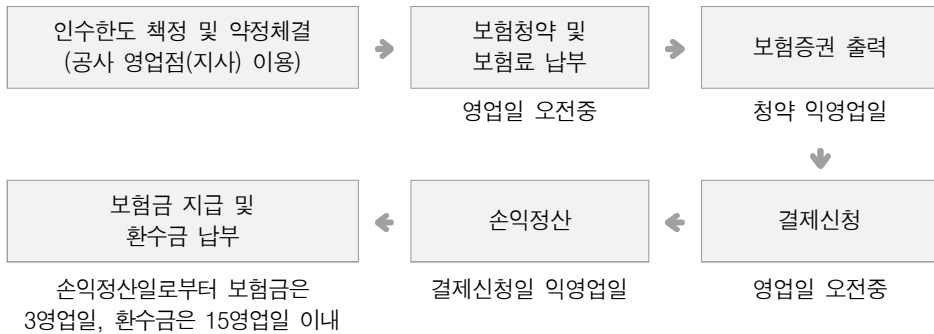 인수한도 책정 및 약정체결
(공사 영업점(지사) 이용)
보험청약 및
보험료 납부
영업일 오전중
보험증권 출력
청약 익영업일
결제신청
영업일 오전중
손익정산
결제신청일 익영업일
보험금 지급 및
환수금 납부
손익정산일로부터 보험금은
3영업일, 환수금은 15영업일 이내